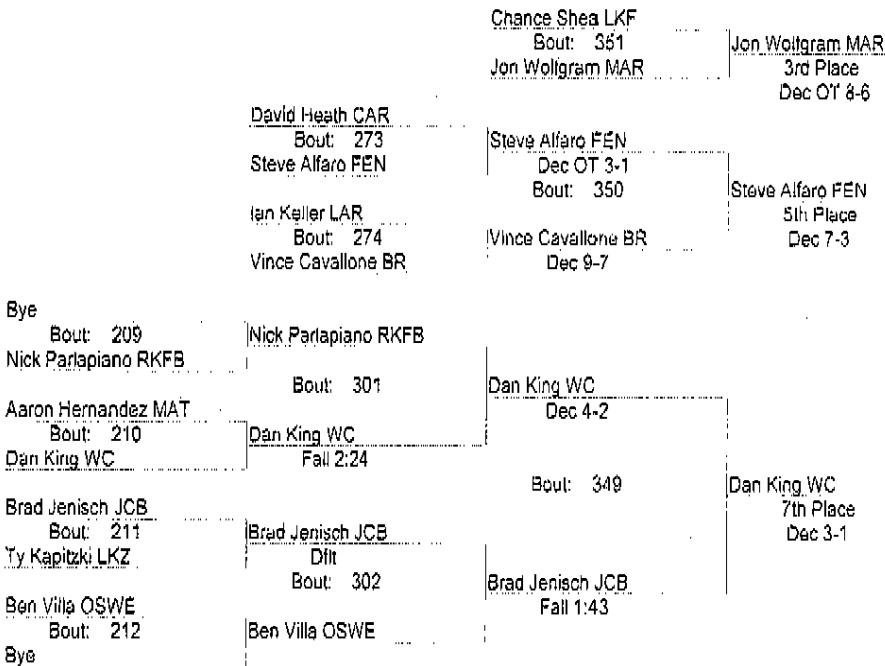 Chance Shea LKF
Bout: 351
Jon Wolfgram MAR
Jon Wolfgram MAR
3rd Place
Dec OT 8-6
David Heath CAR
Bout: 273
Steve Alfaro FEN
Steve Alfaro FEN
Dec OT 3-1
Bout: 350
Steve Alfaro FEN
5th Place
Dec 7-3
Ian Keller LAR
Bout: 274
Vince Cavallone BR
Vince Cavallone BR
Dec 9-7
Bye
Bout: 209
Nick Parlapiano RKFB
Nick Parlapiano RKFB
Bout: 301
Dan King WC
Dec 4-2
Aaron Hernandez MAT
Bout: 210
Dan King WC
Dan King WC
Fall 2:24
Bout: 349
Dan King WC
7th Place
Dec 3-1
Brad Jenisch JCB
Bout: 211
Ty Kapitzki LKZ
Brad Jenisch JCB
Dflt
Bout: 302
Brad Jenisch JCB
Fall 1:43
Ben Villa OSWE
Bout: 212
Bye
Ben Villa OSWE